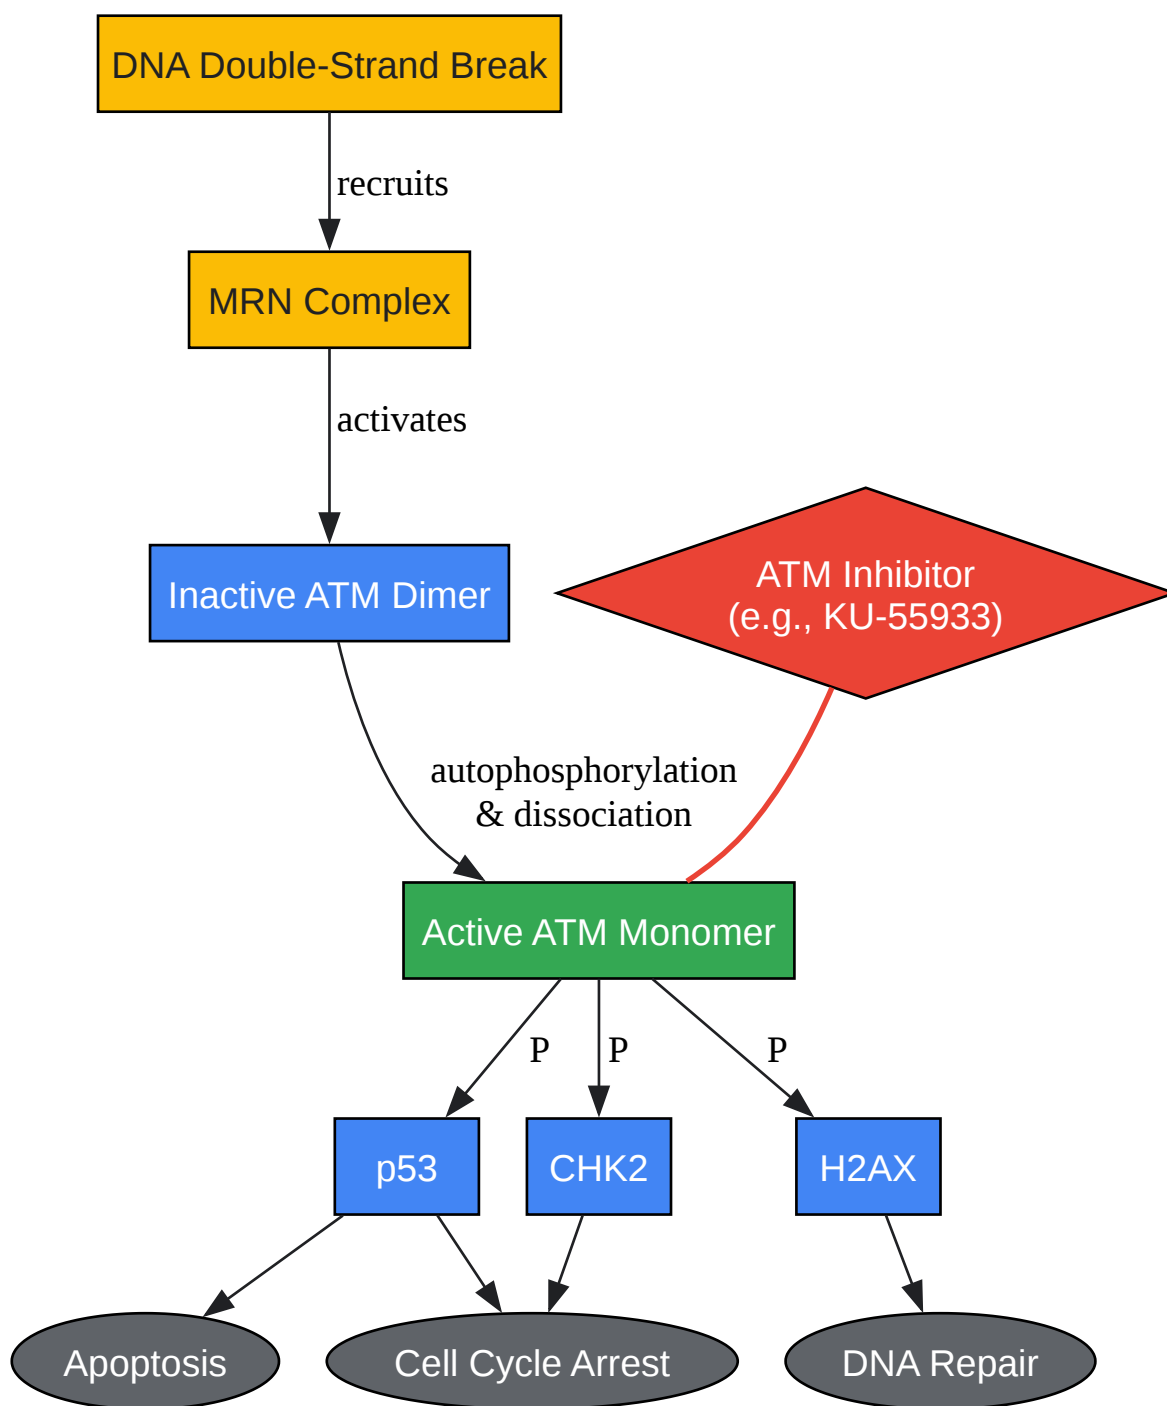 DNA Double-Strand Break
recruits
MRN Complex
activates
Inactive ATM Dimer
ATM Inhibitor
(e.g., KU-55933)
autophosphorylation
& dissociation
Active ATM Monomer
P
P
P
p53
CHK2
H2AX
Apoptosis
Cell Cycle Arrest
DNA Repair